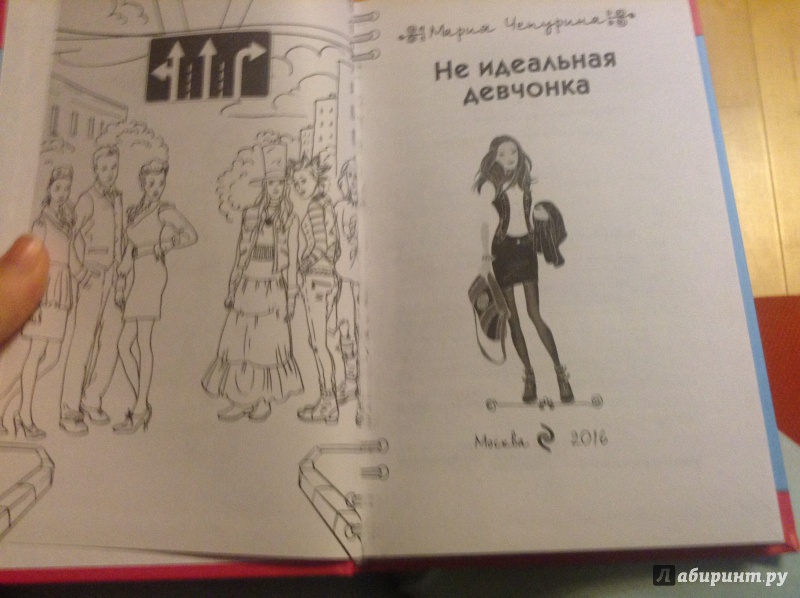 Мария Чепурина
Не идеальная
девчонка
Москва 2016
Лабиринт.ру